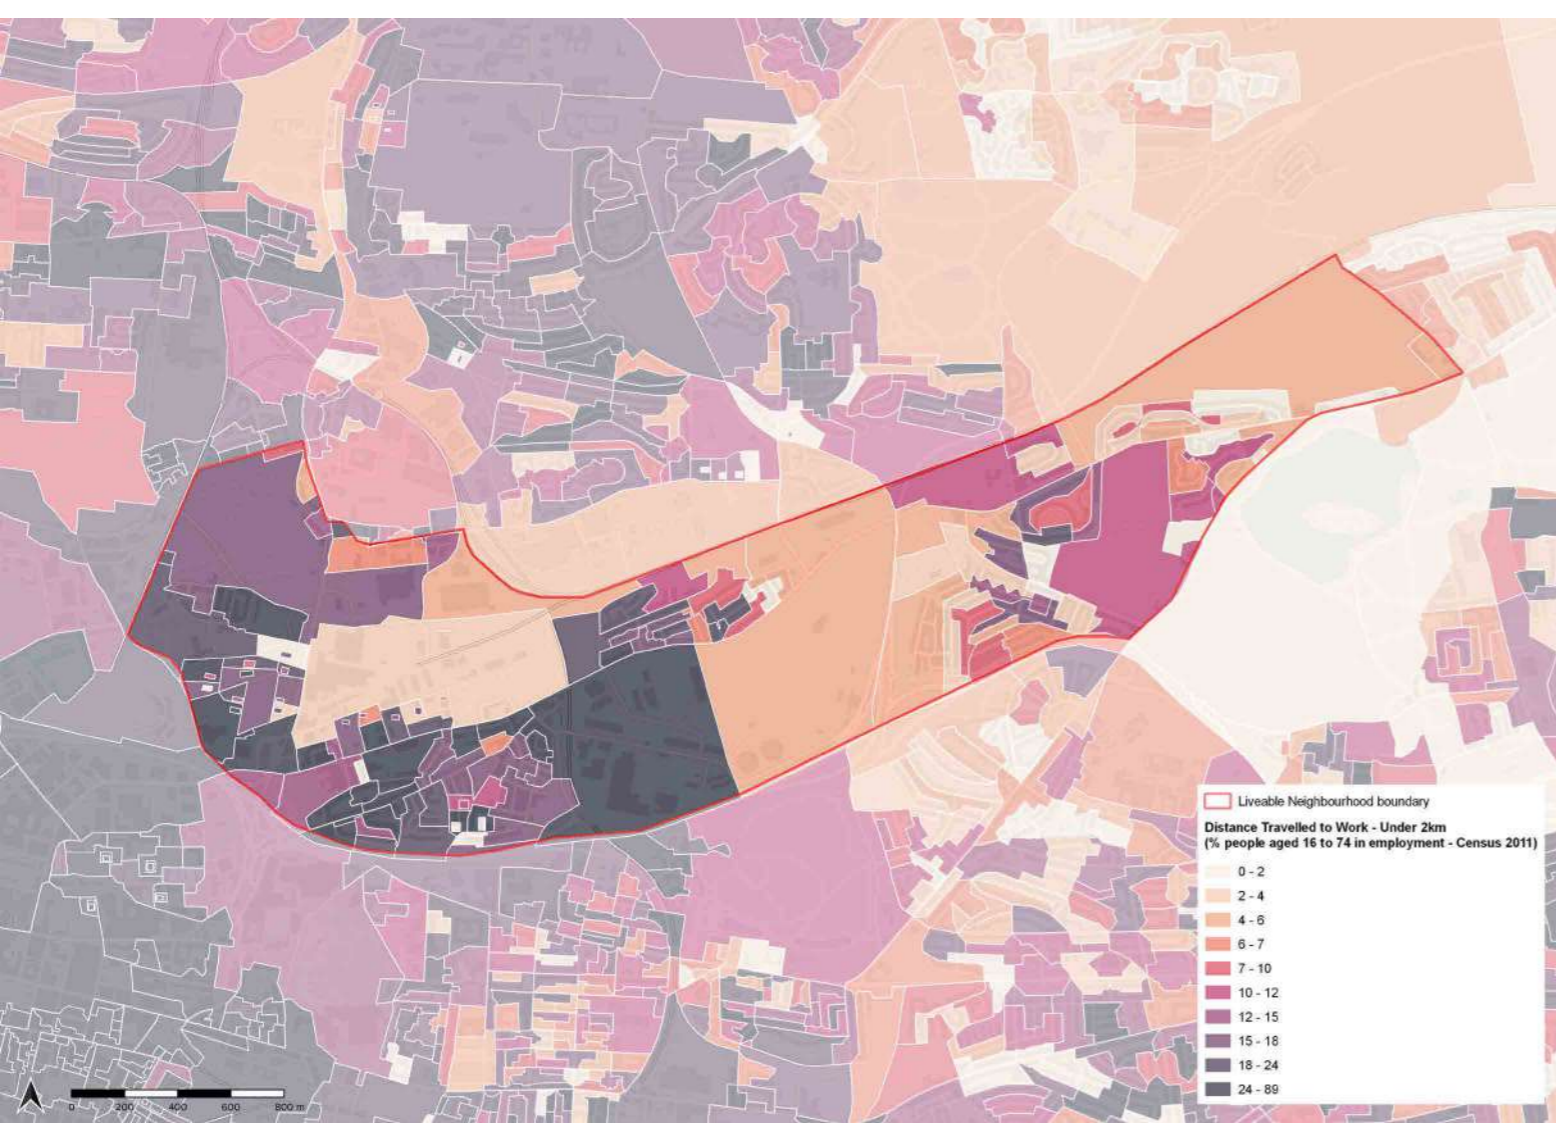 Liveable Neighbourhood boundary
Distance Travelled to Work - Under 2km
(% people aged 16 to 74 in employment - Census 2011)
0 - 2
2 - 4
4 - 6
6 - 7
7 - 10
10 - 12
12 - 15
15 - 18
18 - 24
24 - 89
0 200 400 600 800 m